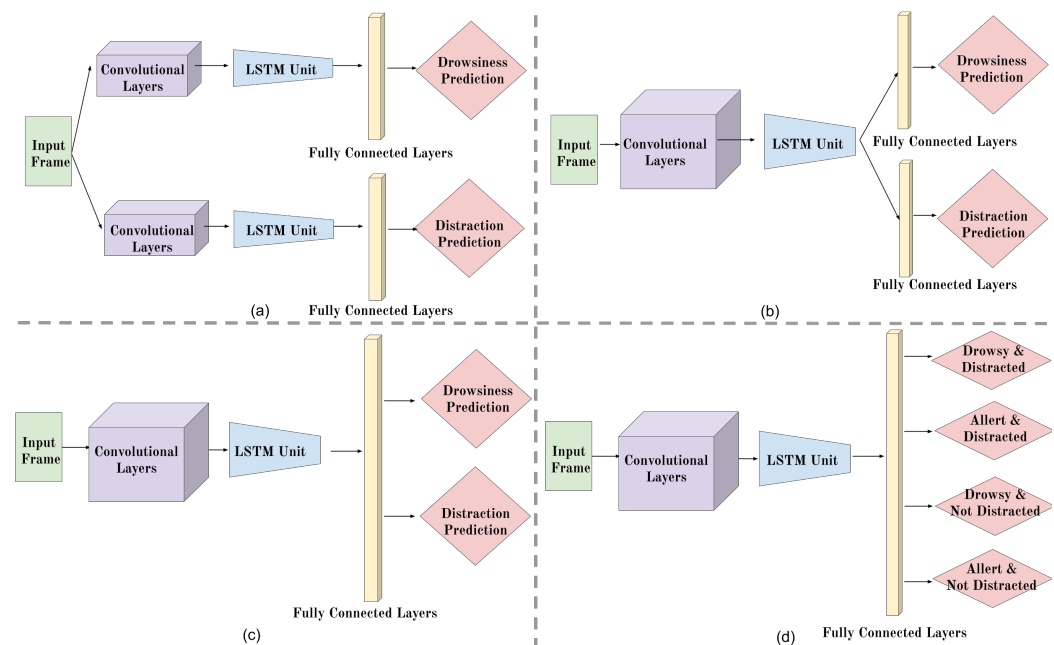 Input
Frame
Convolutional
Layers
LSTM Unit
Drowsiness
Prediction
Fully Connected Layers
Convolutional
Layers
LSTM Unit
Distraction
Prediction
Fully Connected Layers
(a)
Input
Frame
Convolutional
Layers
LSTM Unit
Drowsiness
Prediction
Fully Connected Layers
Distraction
Prediction
Fully Connected Layers
(b)
Input
Frame
Convolutional
Layers
LSTM Unit
Drowsiness
Prediction
Distraction
Prediction
Fully Connected Layers
(c)
Input
Frame
Convolutional
Layers
LSTM Unit
Drowsy &
Distracted
Allert &
Distracted
Drowsy &
Not Distracted
Allert &
Not Distracted
Fully Connected Layers
(d)